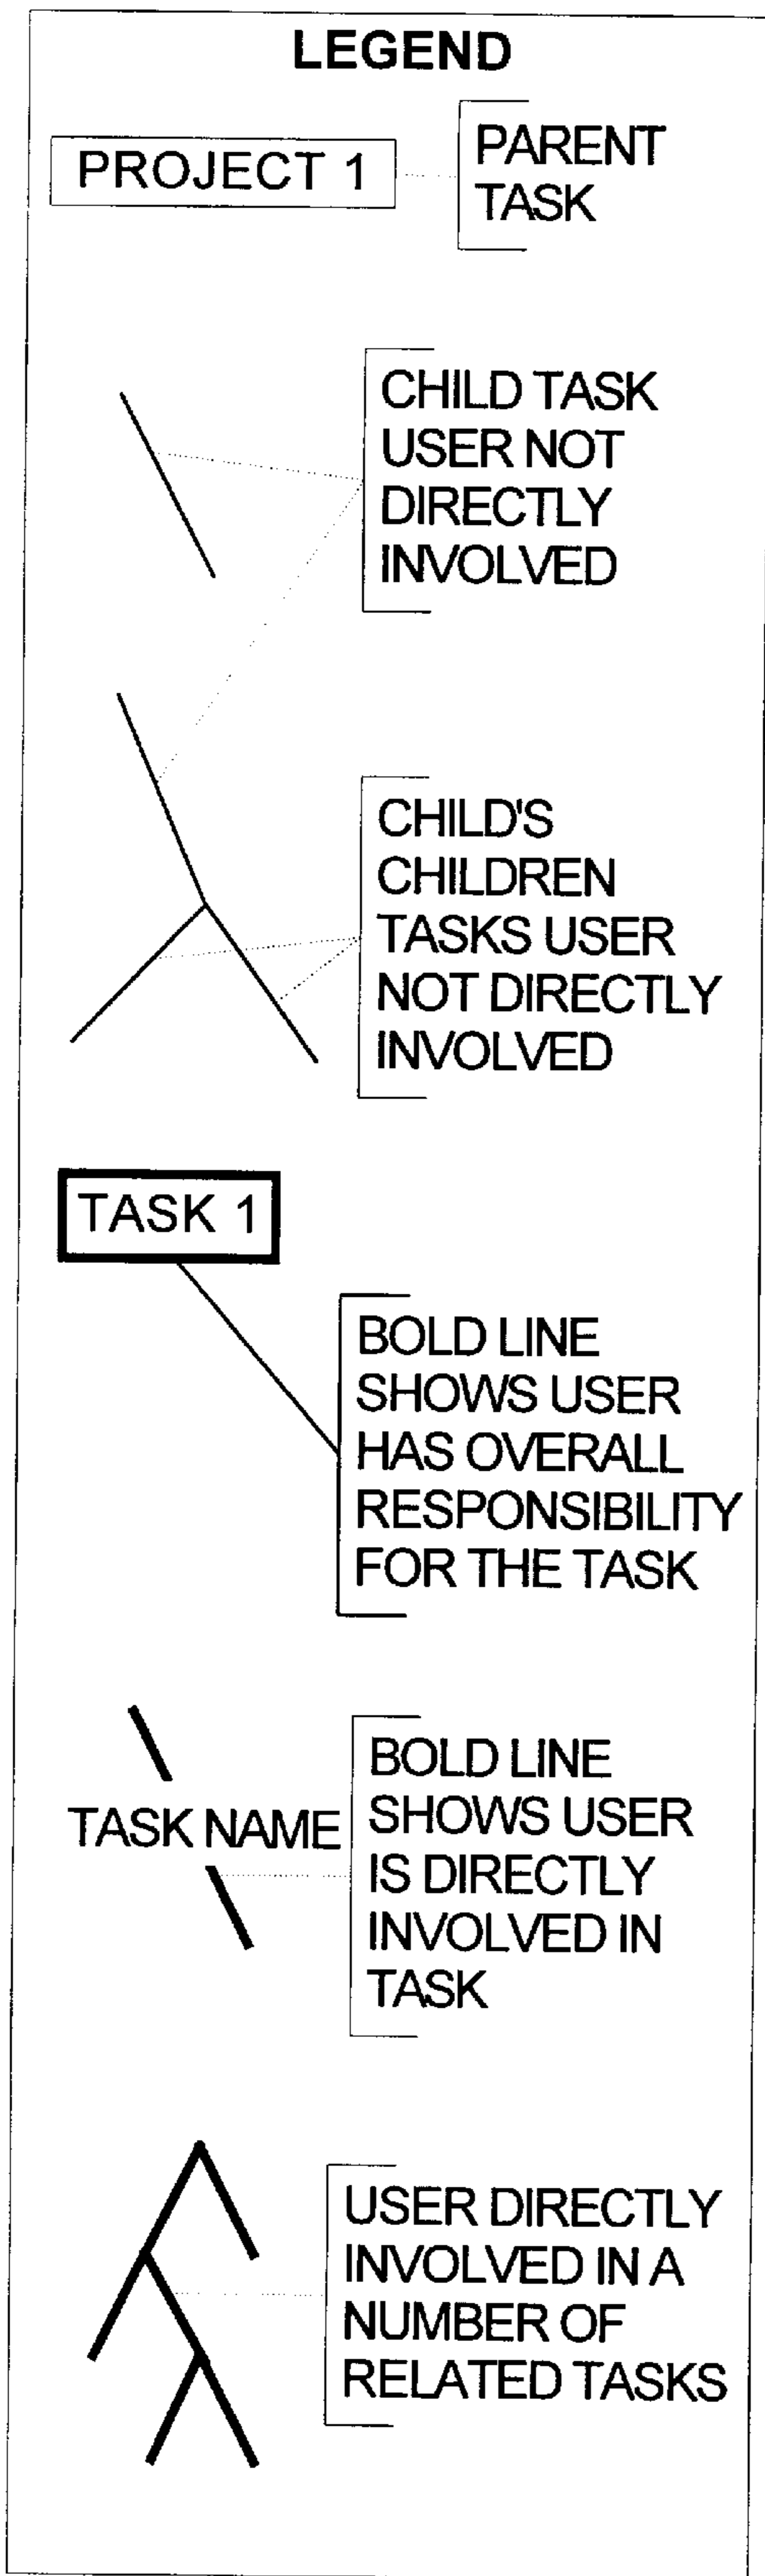 LEGEND
PROJECT 1
PARENT
TASK
CHILD TASK
USER NOT
DIRECTLY
INVOLVED
CHILD'S
CHILDREN
TASKS USER
NOT DIRECTLY
INVOLVED
TASK 1
BOLD LINE
SHOWS USER
HAS OVERALL
RESPONSIBILITY
FOR THE TASK
TASK NAME
BOLD LINE
SHOWS USER
IS DIRECTLY
INVOLVED IN
TASK
USER DIRECTLY
INVOLVED IN A
NUMBER OF
RELATED TASKS